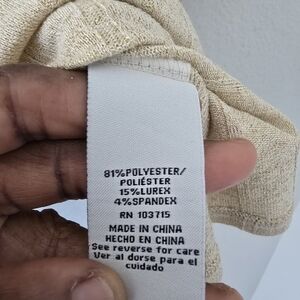 81%POLYESTER/
POLIÉSTER
15%LUREX
4%SPANDEX
RN 103715
MADE IN CHINA
HECHO EN CHINA
See reverse for care
Ver al dorso para el
cuidado